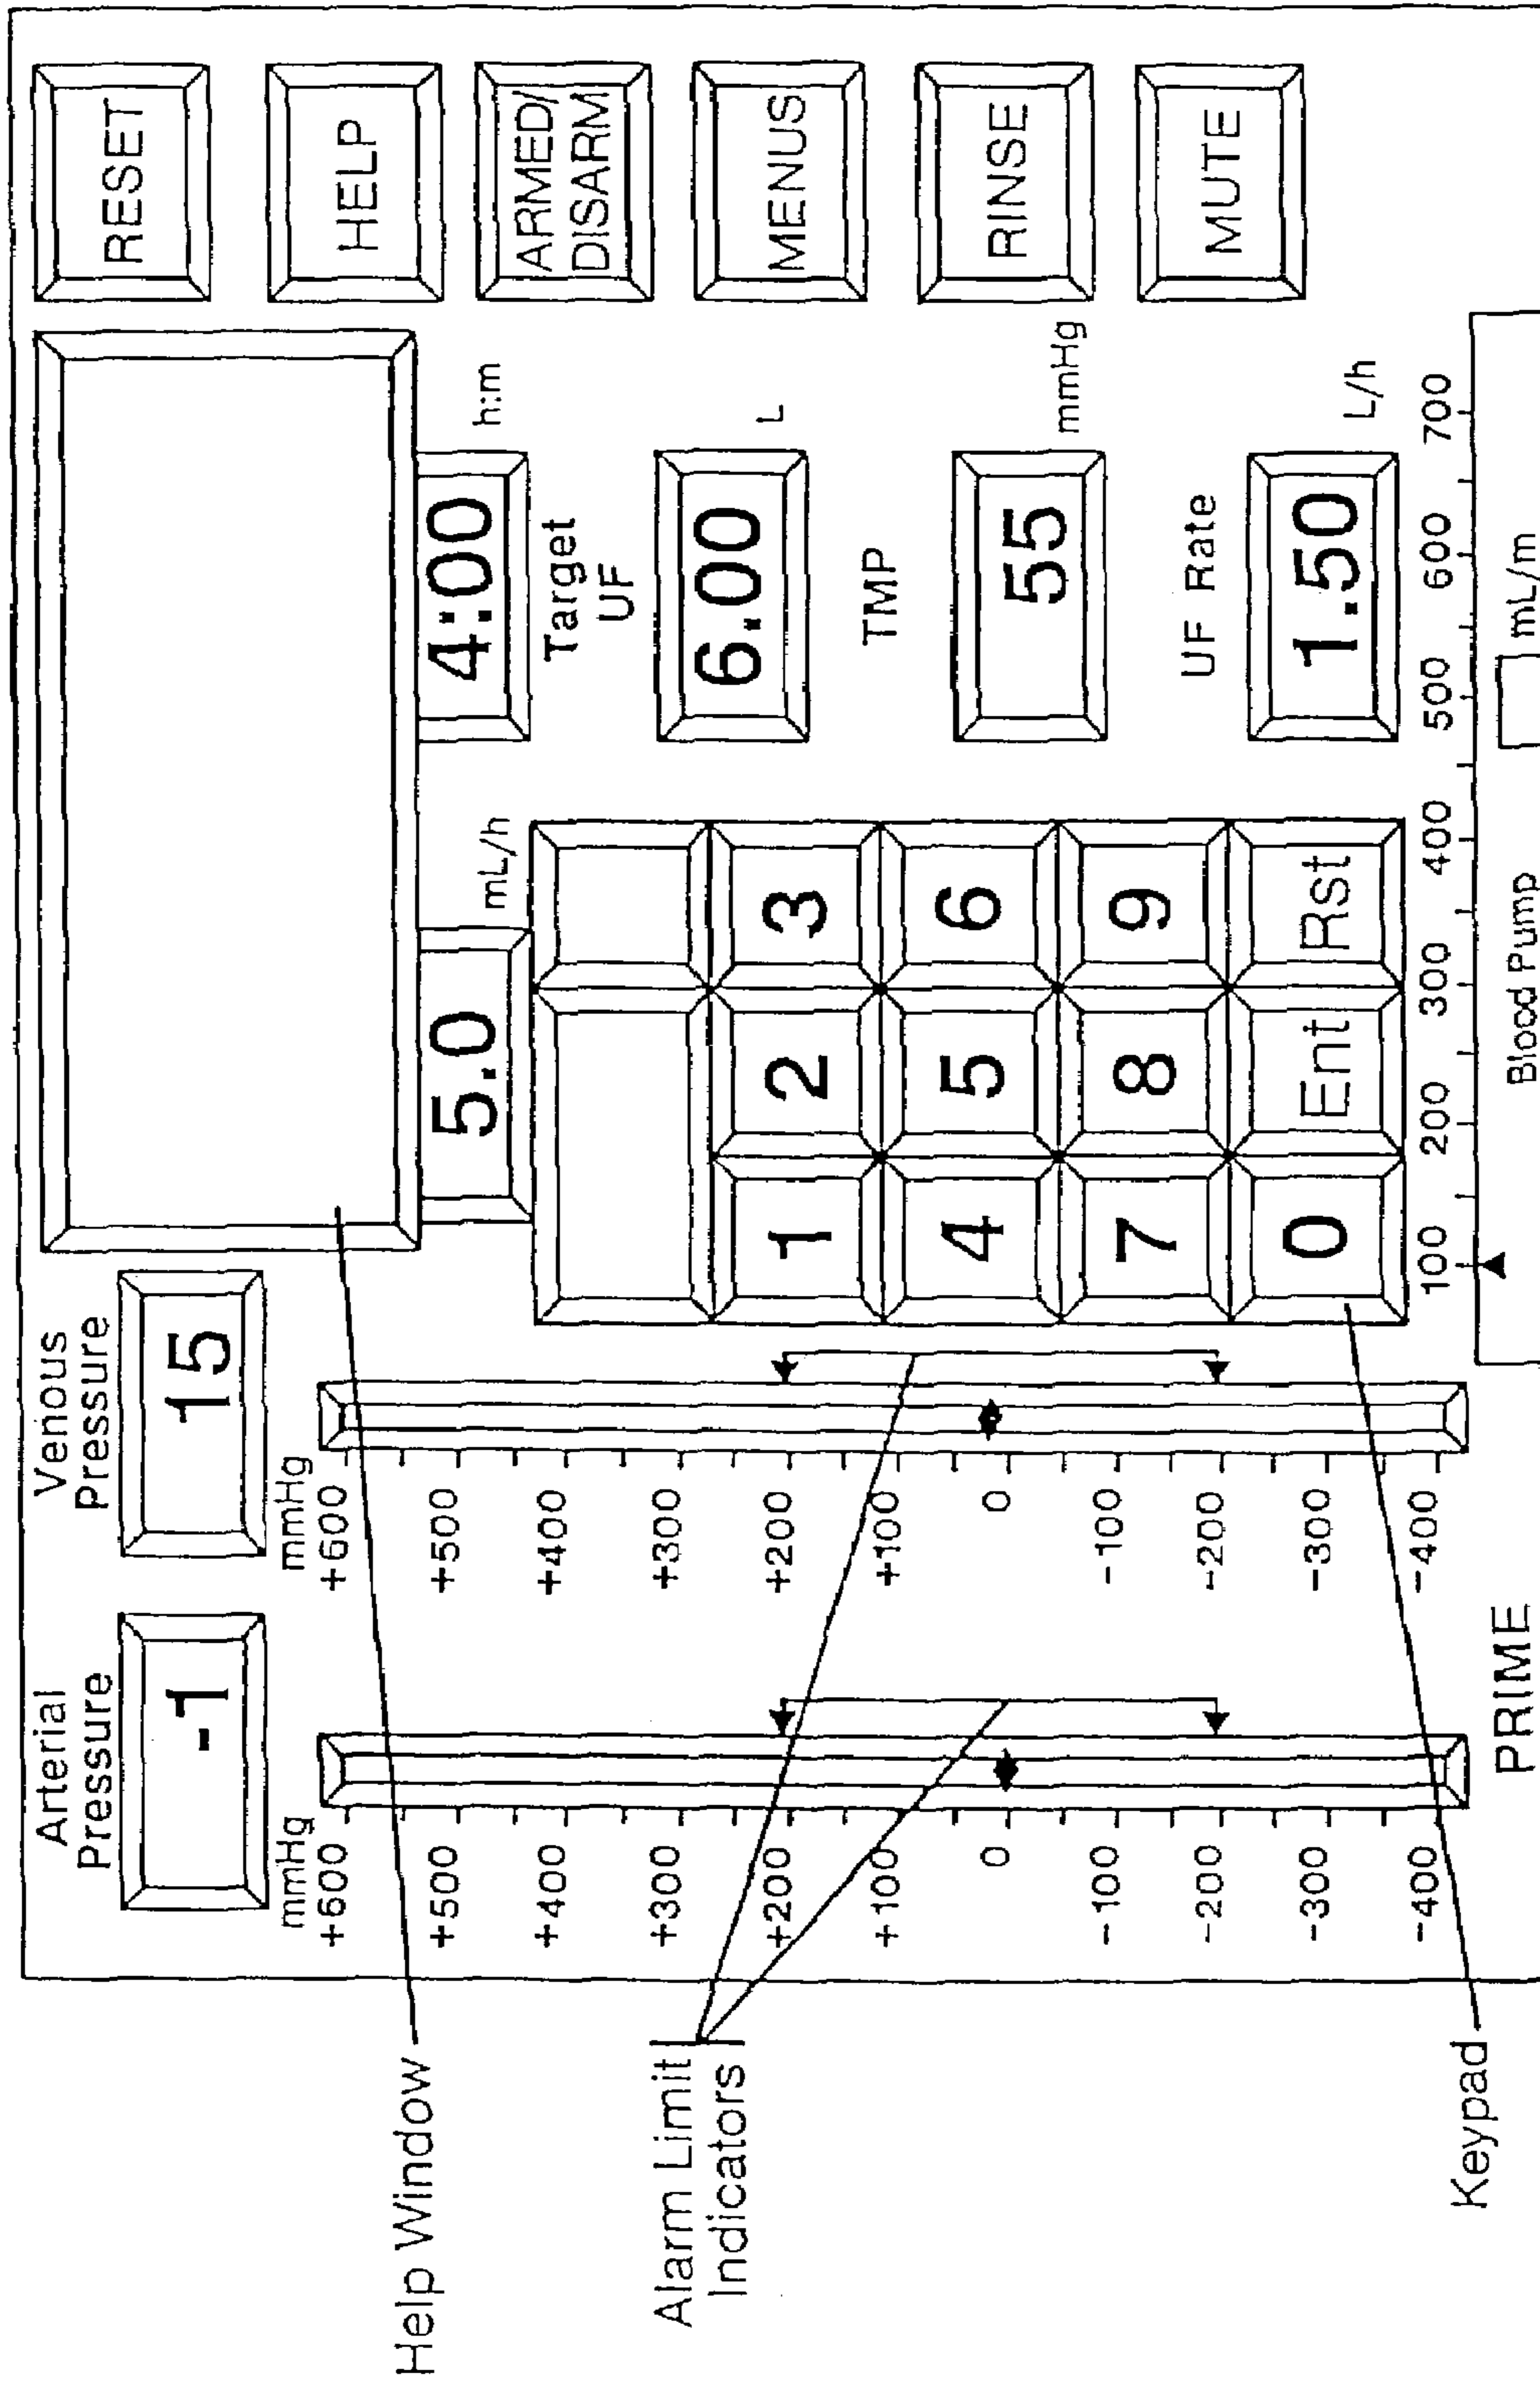 Arterial
Pressure
-1
mmHg
+600
+500
+400
+300
+200
+100
0
-100
-200
-300
-400
Venous
Pressure
15
mmHg
+600
+500
+400
+300
+200
+100
0
-100
-200
-300
-400
PRIME
Help Window
Alarm Limit
Indicators
Keypad
5.0 mL/h
1 2 3
4 5 6
7 8 9
0 Ent Rst
4:00 h:m
Target
UF
6.00 L
TMP
55 mmHg
UF Rate
1.50 L/h
100 200 300 400 500 600 700
Blood Pump mL/m
RESET
HELP
ARMED/
DISARM
MENUS
RINSE
MUTE